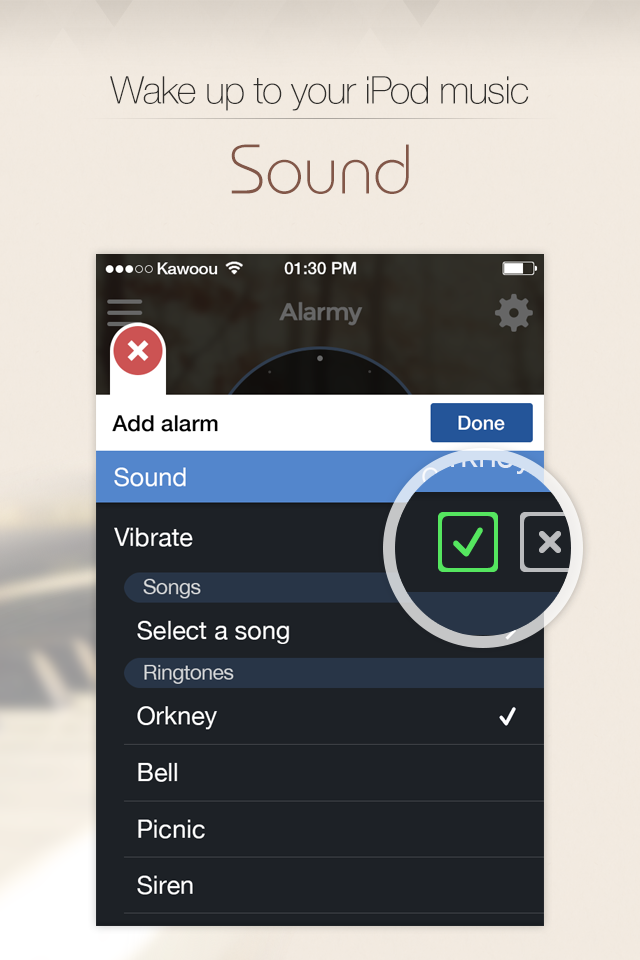 Wake up to your iPod music
Sound
Kawoou 01:30 PM
Alarmy
Add alarm Done
Sound
Vibrate
Songs
Select a song
Ringtones
Orkney
Bell
Picnic
Siren